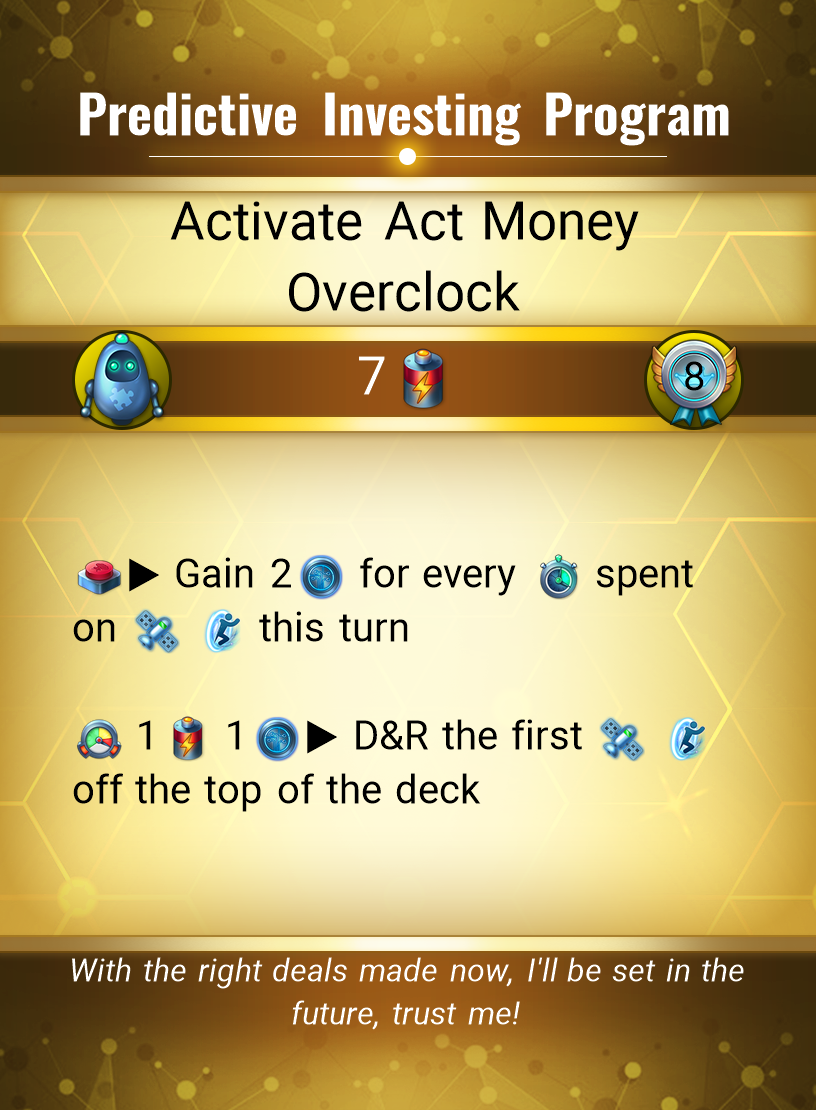 Predictive Investing Program
Activate Act Money
Overclock
7
8
▶ Gain 2 for every spent
on this turn
1 1 ▶ D&R the first
off the top of the deck
With the right deals made now, I'll be set in the
future, trust me!